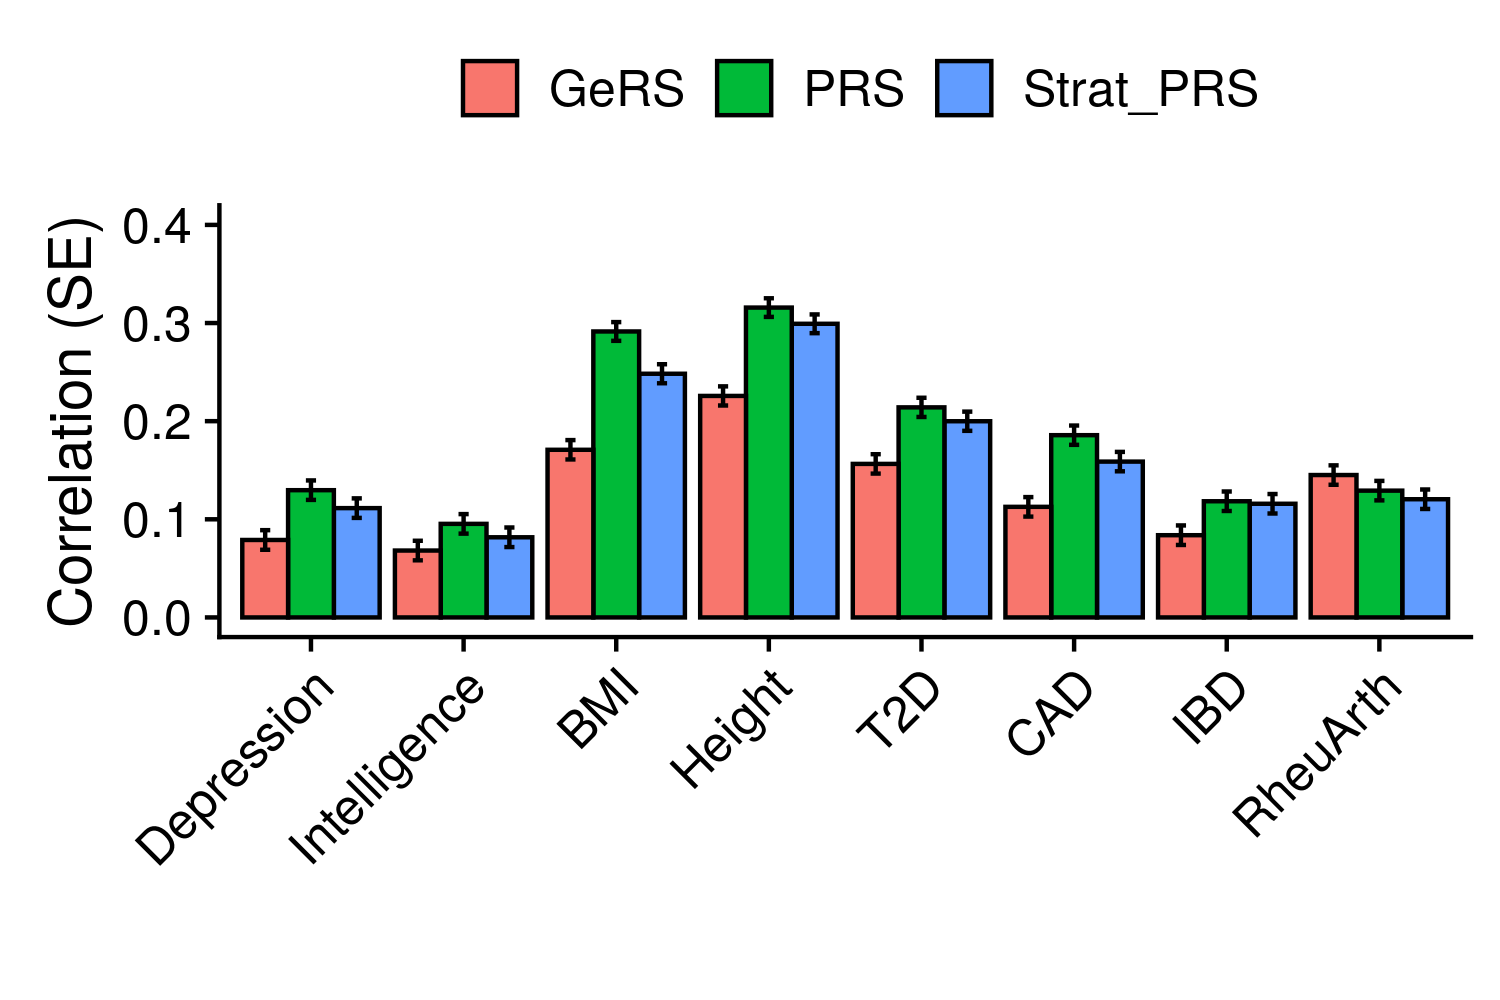 GeRS PRS Strat_PRS
Correlation (SE)
0.4
0.3
0.2
0.1
0.0
Depression
Intelligence
BMI
Height
T2D
CAD
IBD
RheuArth